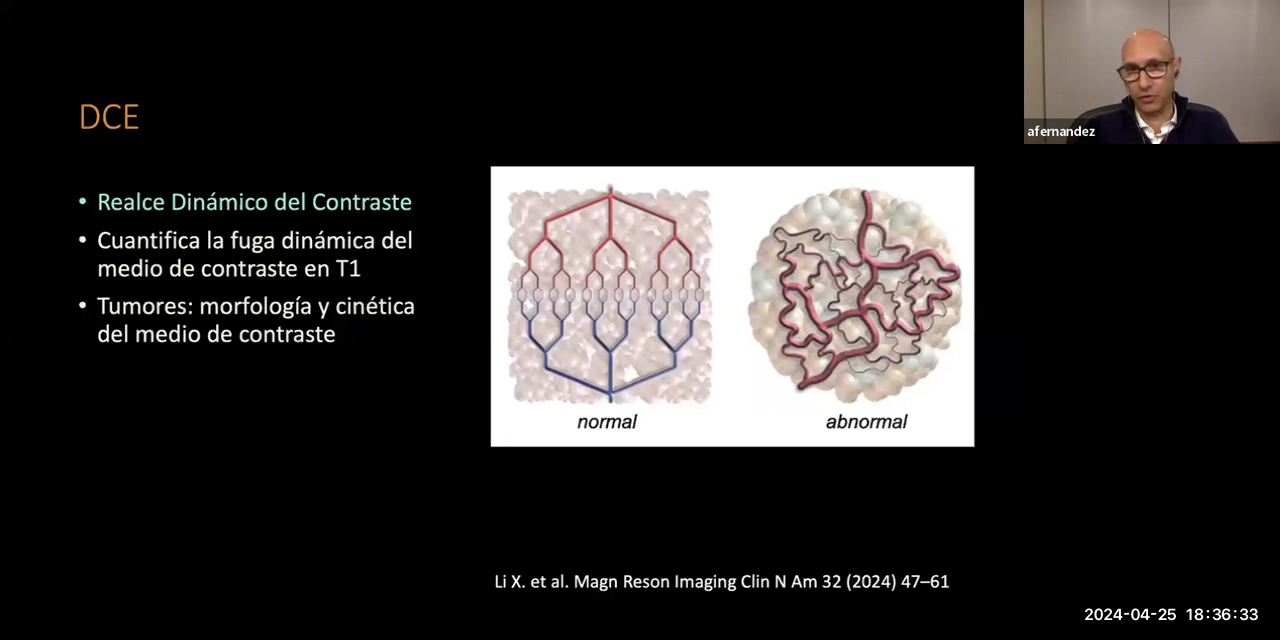 DCE
• Realce Dinámico del Contraste
• Cuantifica la fuga dinámica del
medio de contraste en T1
• Tumores: morfología y cinética
del medio de contraste
normal
abnormal
Li X. et al. Magn Reson Imaging Clin N Am 32 (2024) 47–61
afernandez
2024-04-25 18:36:33